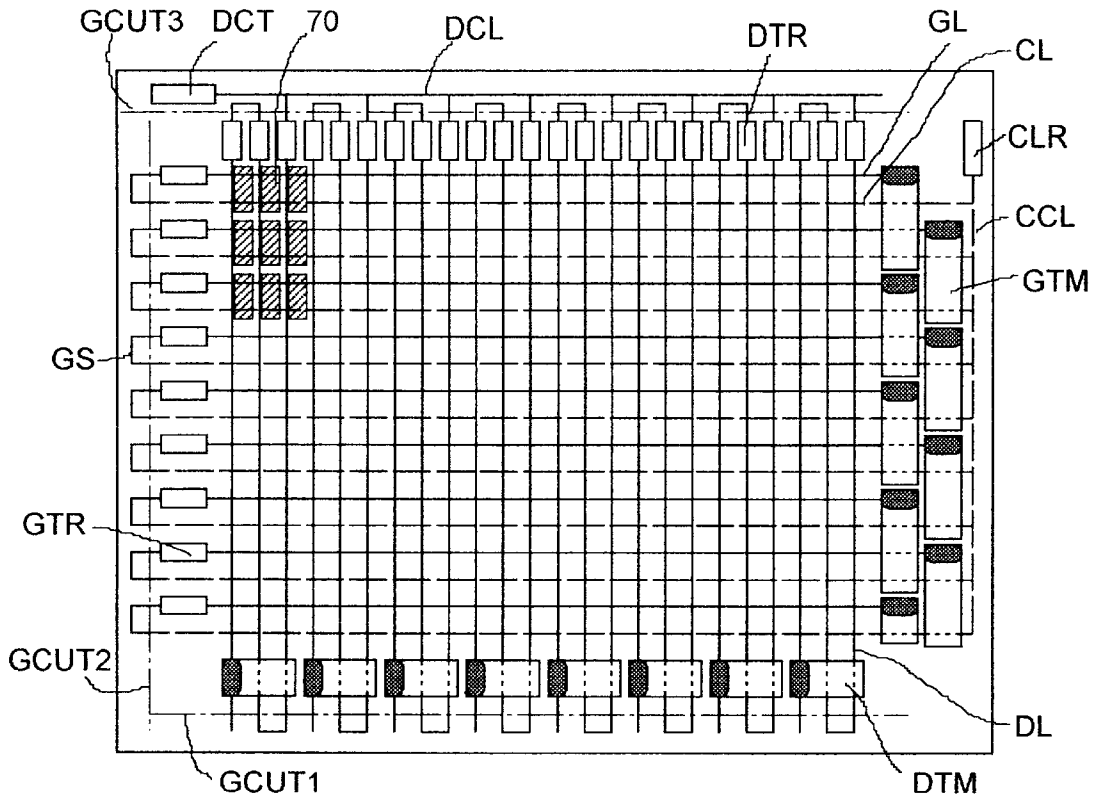 GCUT3 DCT 70 DCL DTR GL CL
CLR
CCL
GTM
GS
GTR
GCUT2
DL
GCUT1 DTM